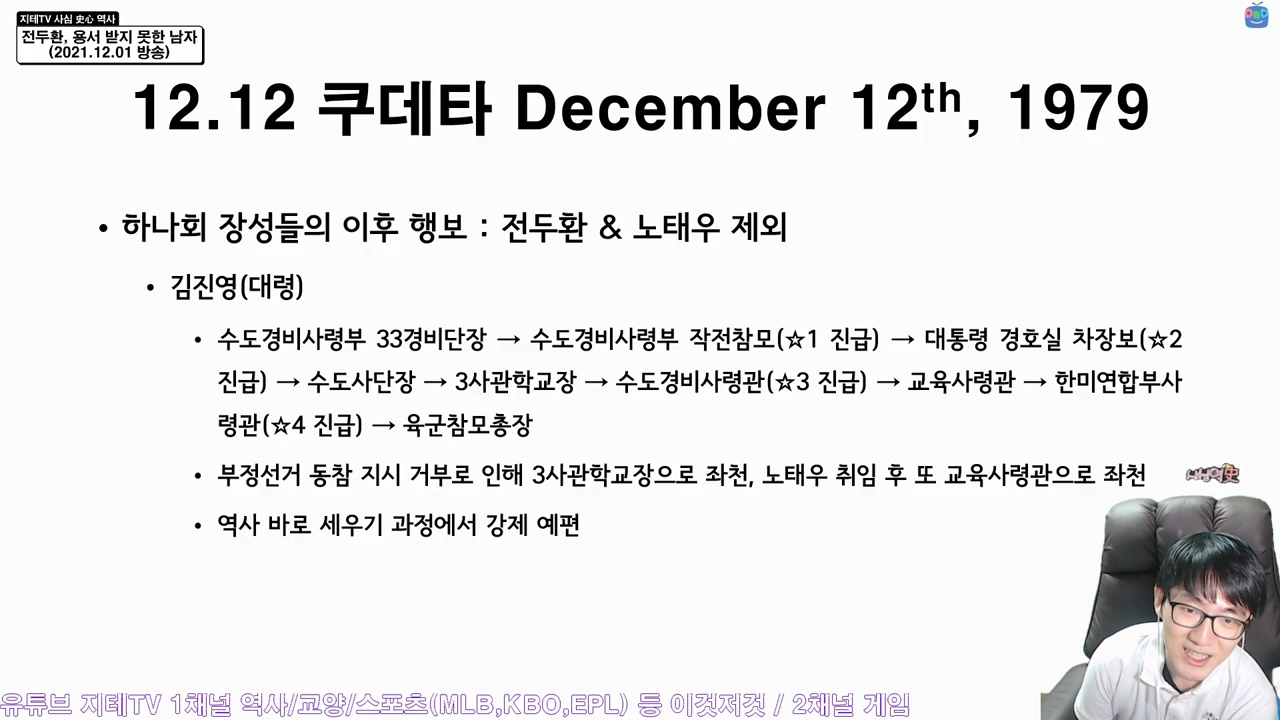 지테TV 사심 史心 역사
전두환, 용서 받지 못한 남자
(2021.12.01 방송)
12.12 쿠데타 December 12th, 1979
• 하나회 장성들의 이후 행보 : 전두환 & 노태우 제외
• 김진영(대령)
• 수도경비사령부 33경비단장 → 수도경비사령부 작전참모(☆1 진급) → 대통령 경호실 차장보(☆2
진급) → 수도사단장 → 3사관학교장 → 수도경비사령관(☆3 진급) → 교육사령관 → 한미연합부사
령관(☆4 진급) → 육군참모총장
• 부정선거 동참 지시 거부로 인해 3사관학교장으로 좌천, 노태우 취임 후 또 교육사령관으로 좌천
• 역사 바로 세우기 과정에서 강제 예편
유튜브 지테TV 1채널 역사/교양/스포츠(MLB,KBO,EPL) 등 이것저것 / 2채널 게임